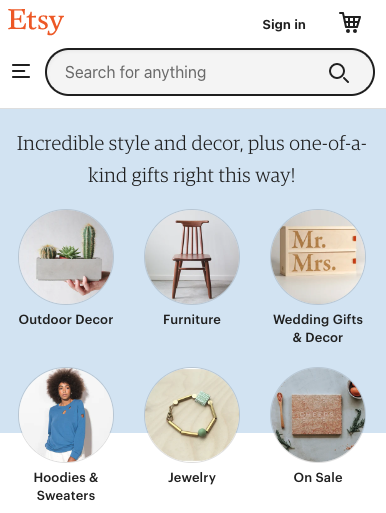 Etsy
Sign in
Search for anything
Incredible style and decor, plus one-of-a-
kind gifts right this way!
Mr.
Mrs.
Outdoor Decor
Furniture
Wedding Gifts
& Decor
Hoodies &
Sweaters
Jewelry
On Sale